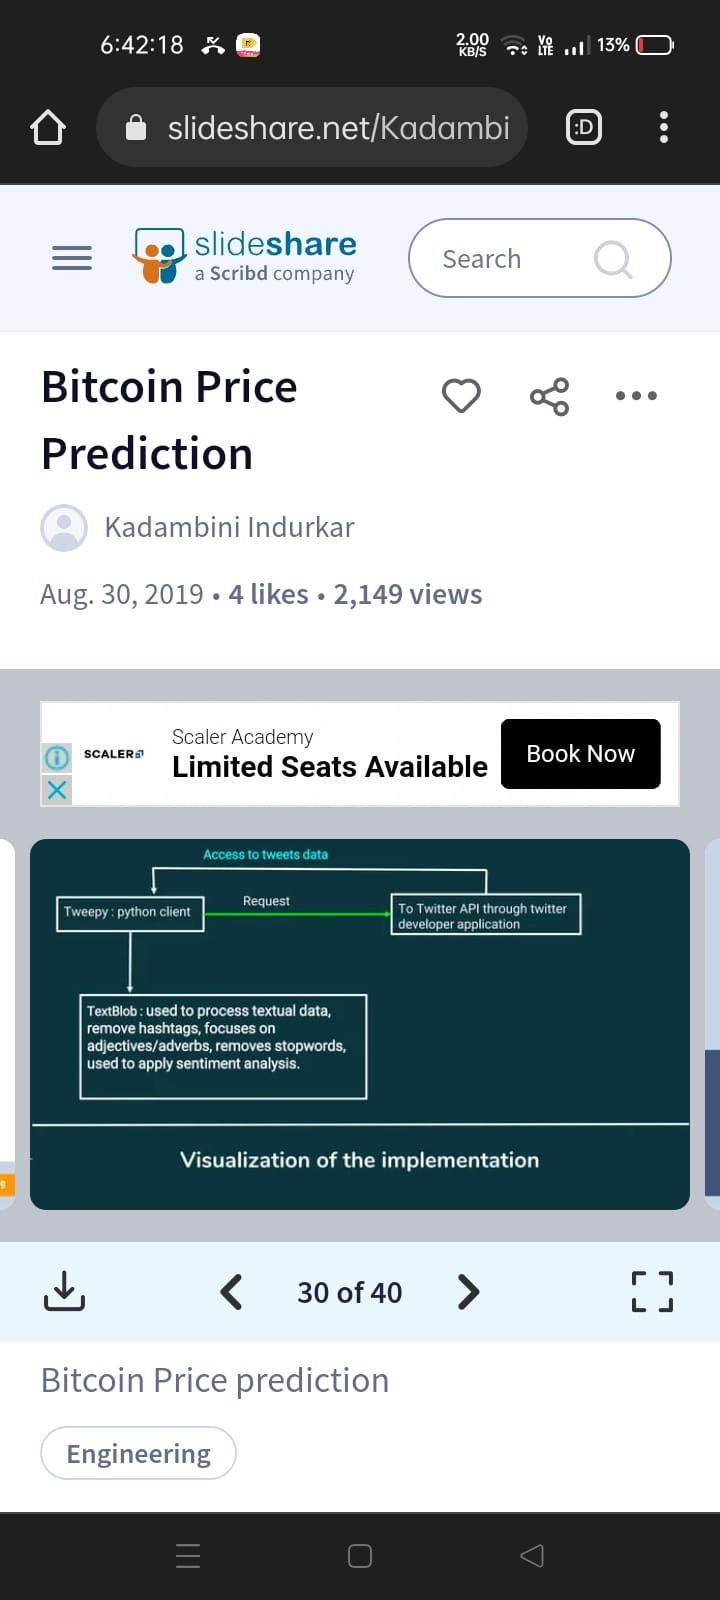 6:42:18
2.00
KB/S
Vo
LTE
13%
slideshare.net/Kadambi
:D
slideshare
a Scribd company
Search
Bitcoin Price
Prediction
Kadambini Indurkar
Aug. 30, 2019 • 4 likes • 2,149 views
SCALER
Scaler Academy
Limited Seats Available
Book Now
Access to tweets data
Tweepy : python client
Request
To Twitter API through twitter
developer application
TextBlob : used to process textual data,
remove hashtags, focuses on
adjectives/adverbs, removes stopwords,
used to apply sentiment analysis.
Visualization of the implementation
9
30 of 40
Bitcoin Price prediction
Engineering